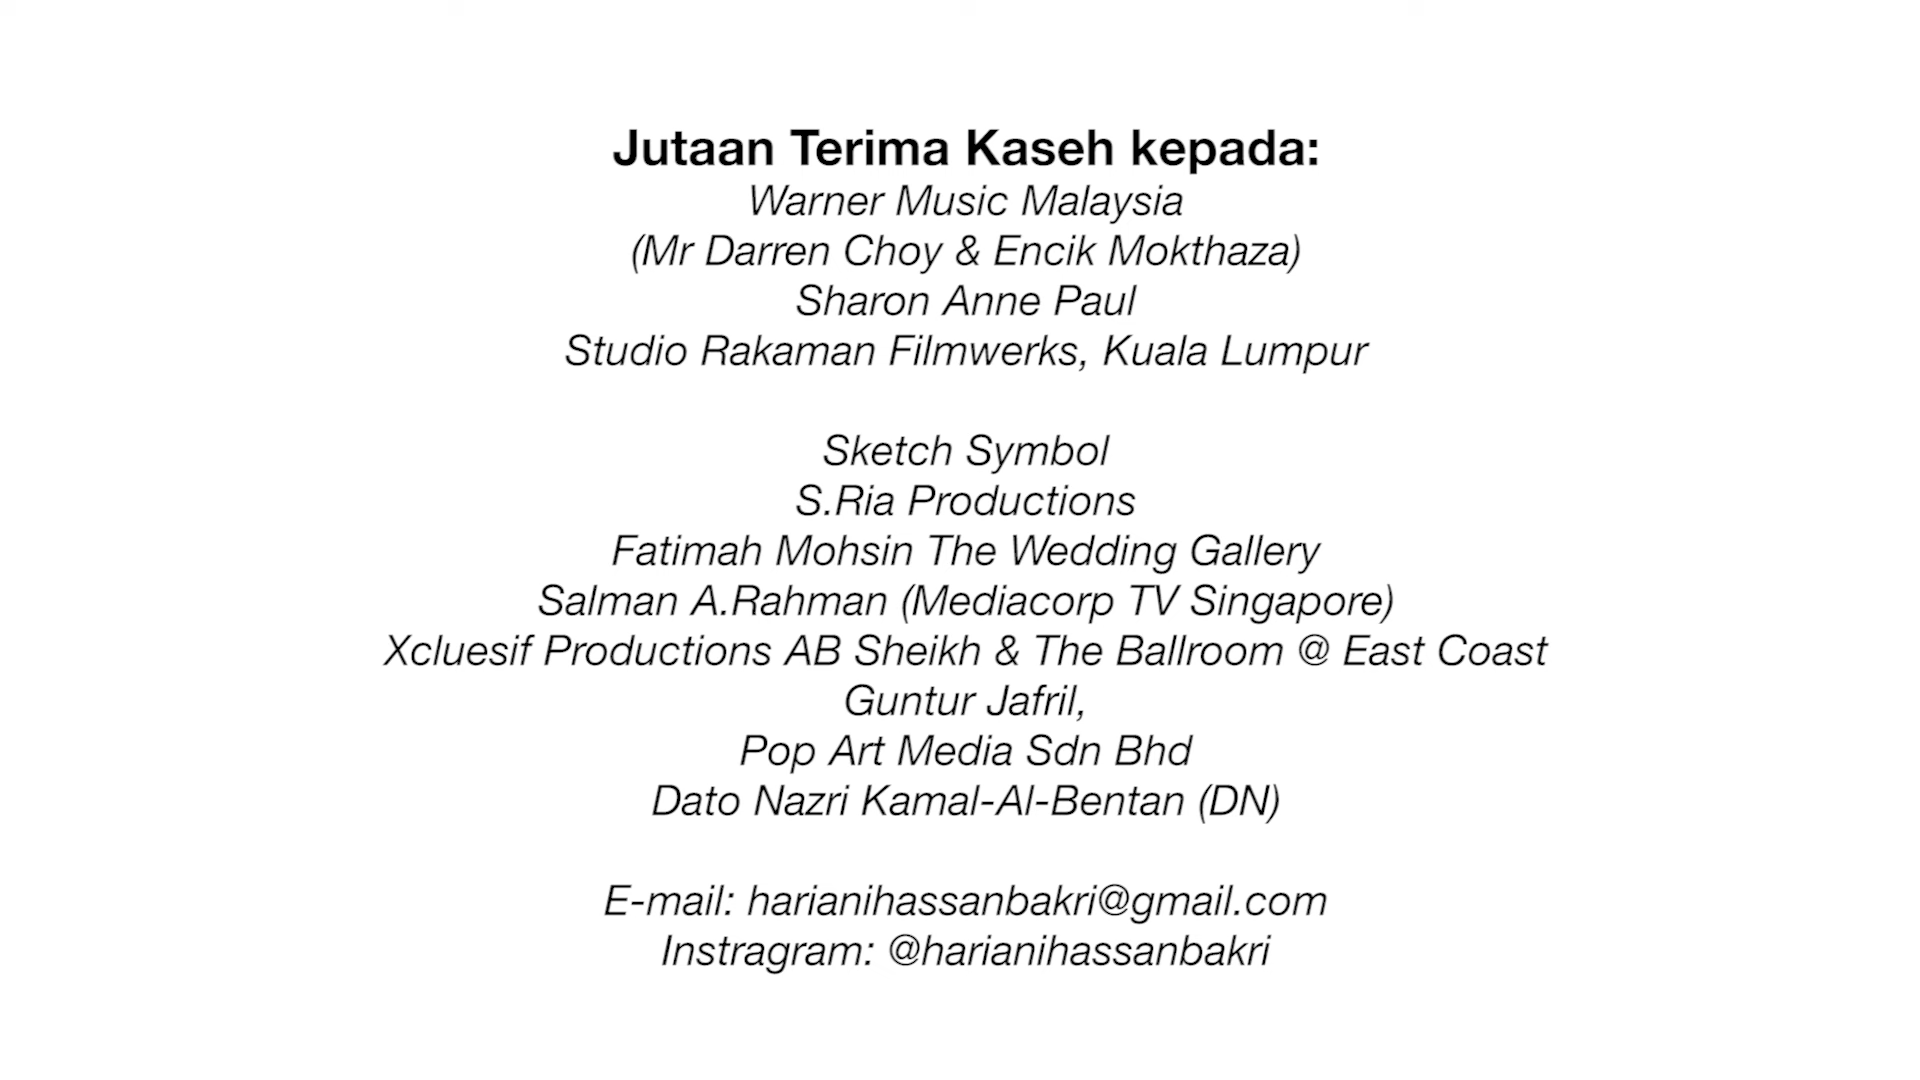 Jutaan Terima Kaseh kepada:
Warner Music Malaysia
(Mr Darren Choy & Encik Mokthaza)
Sharon Anne Paul
Studio Rakaman Filmwerks, Kuala Lumpur
Sketch Symbol
S.Ria Productions
Fatimah Mohsin The Wedding Gallery
Salman A.Rahman (Mediacorp TV Singapore)
Xcluesif Productions AB Sheikh & The Ballroom @ East Coast
Guntur Jafril,
Pop Art Media Sdn Bhd
Dato Nazri Kamal-Al-Bentan (DN)
E-mail: harianihassanbakri@gmail.com
Instragram: @harianihassanbakri